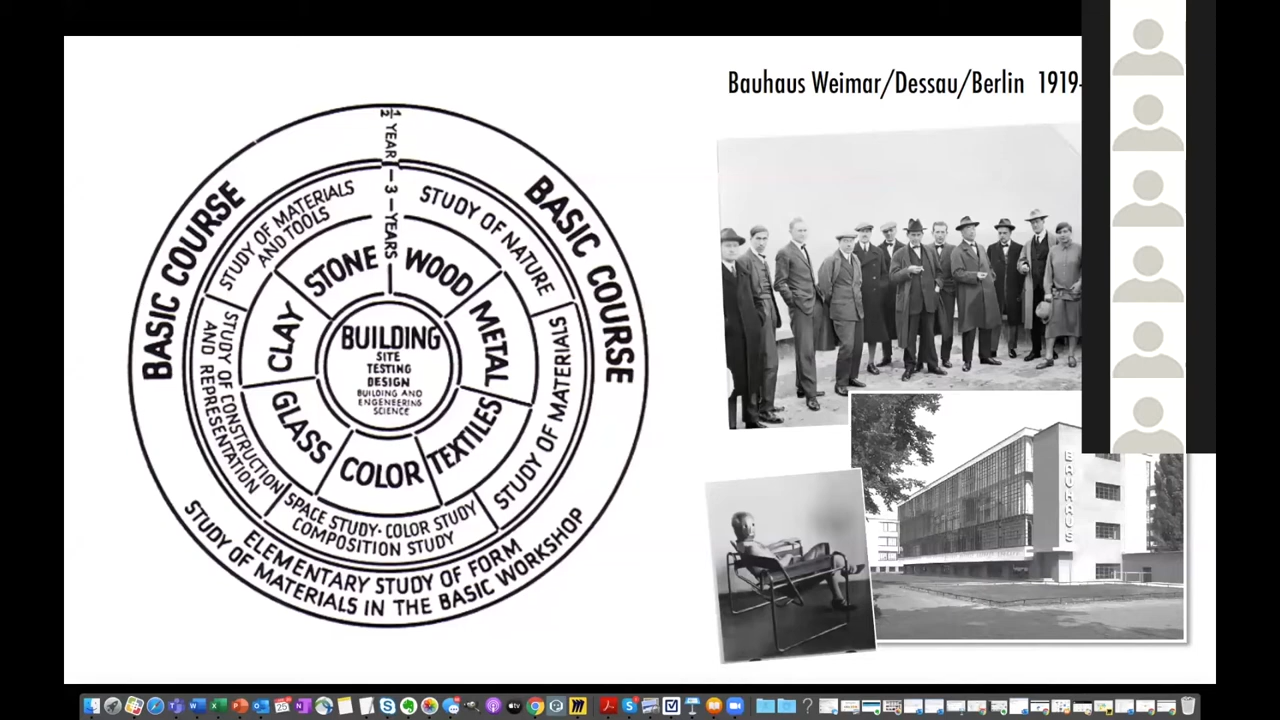 Bauhaus Weimar/Dessau/Berlin 1919-
BASIC COURSE
BASIC COURSE
½ YEAR
3 YEARS
STUDY OF MATERIALS
AND TOOLS
STUDY OF NATURE
STUDY OF MATERIALS
SPACE STUDY · COLOR STUDY
COMPOSITION STUDY
STUDY OF CONSTRUCTION
AND REPRESENTATION
STONE
WOOD
METAL
TEXTILES
COLOR
GLASS
CLAY
BUILDING
SITE
TESTING
DESIGN
BUILDING AND
ENGENEERING
SCIENCE
ELEMENTARY STUDY OF FORM
STUDY OF MATERIALS IN THE BASIC WORKSHOP
BAUHAUS